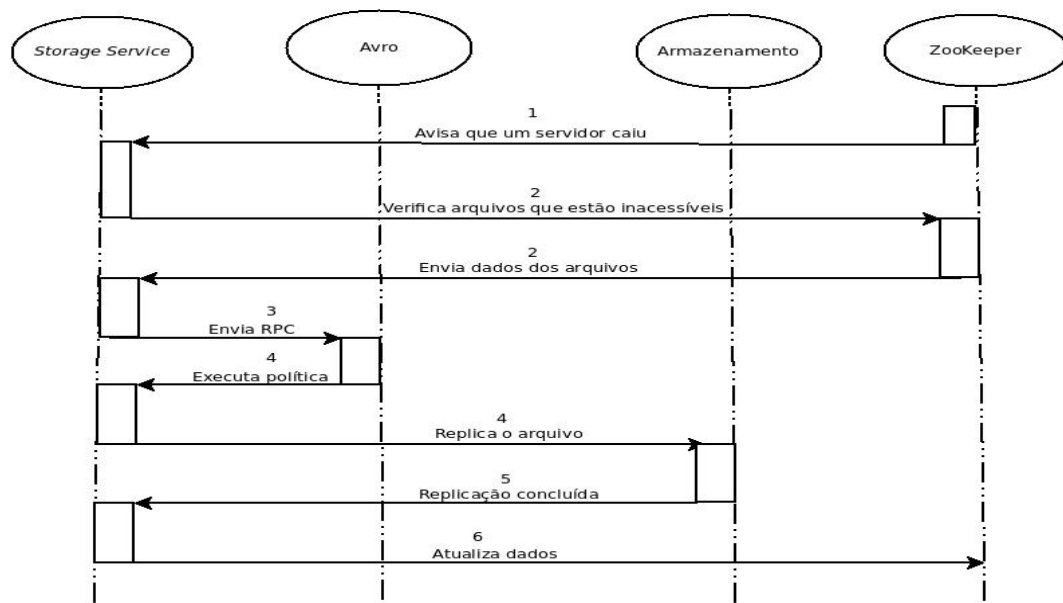 Storage Service
Avro
Armazenamento
ZooKeeper
1
Avisa que um servidor caiu
2
Verifica arquivos que estão inacessíveis
2
Envia dados dos arquivos
3
Envia RPC
4
Executa política
4
Replica o arquivo
5
Replicação concluída
6
Atualiza dados